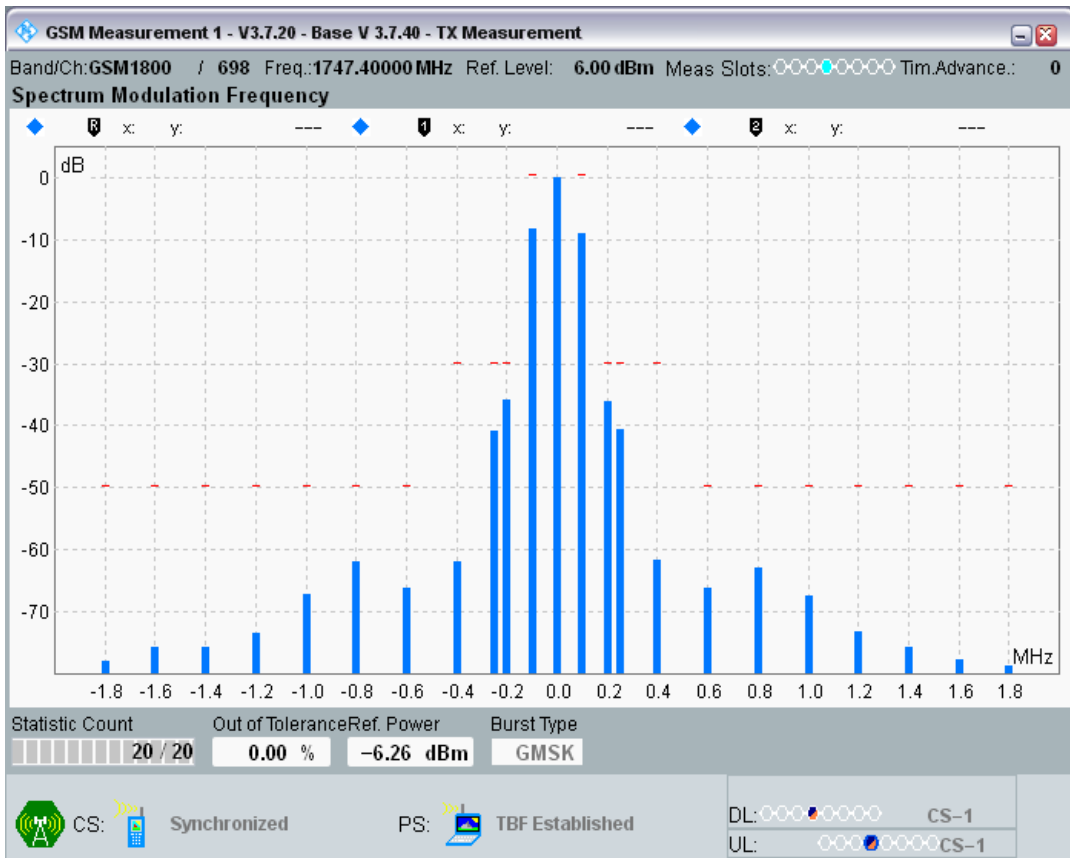 GSM Measurement 1 - V3.7.20 - Base V 3.7.40 - TX Measurement
Band/Ch:GSM1800 / 698 Freq.:1747.40000 MHz Ref. Level: 6.00 dBm Meas Slots: Tim.Advance.: 0
Spectrum Modulation Frequency
R x: y: --- 1 x: y: --- 2 x: y: ---
dB
0
-10
-20
-30
-40
-50
-60
-70
MHz
-1.8 -1.6 -1.4 -1.2 -1.0 -0.8 -0.6 -0.4 -0.2 0.0 0.2 0.4 0.6 0.8 1.0 1.2 1.4 1.6 1.8
Statistic Count Out of Tolerance Ref. Power Burst Type
20 / 20 0.00 % -6.26 dBm GMSK
CS: Synchronized PS: TBF Established
DL: CS-1
UL: CS-1